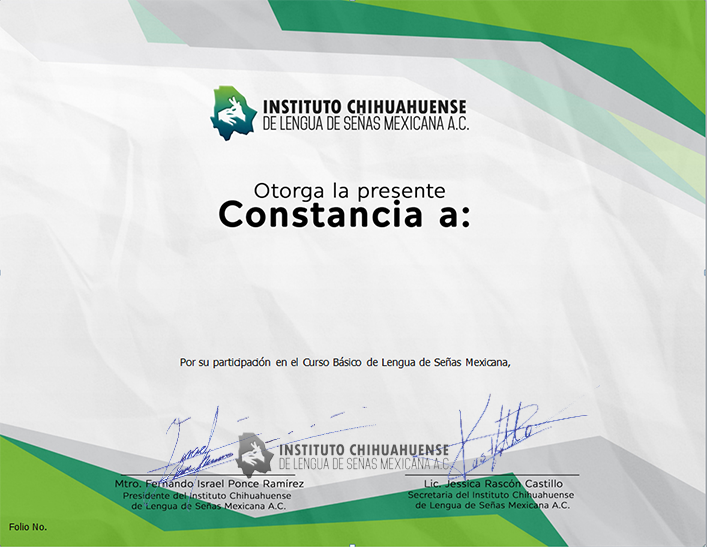 INSTITUTO CHIHUAHUENSE
DE LENGUA DE SEÑAS MEXICANA A.C.
Otorga la presente
Constancia a:
Por su participación en el Curso Básico de Lengua de Señas Mexicana,
INSTITUTO CHIHUAHUENSE
DE LENGUA DE SEÑAS MEXICANA A.C.
Mtro. Fernando Israel Ponce Ramírez
Presidente del Instituto Chihuahuense
de Lengua de Señas Mexicana A.C.
Lic. Jessica Rascón Castillo
Secretaria del Instituto Chihuahuense
de Lengua de Señas Mexicana A.C.
Folio No.